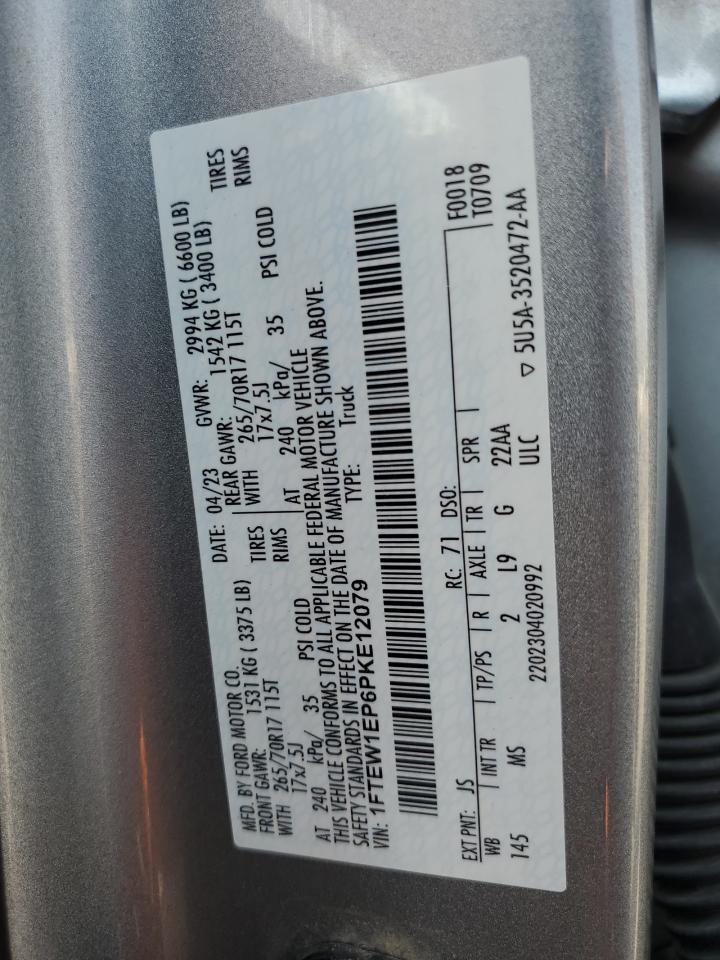 MFD. BY FORD MOTOR CO.
DATE: 04/23 GVWR: 2994 KG ( 6600 LB)
FRONT GAWR: 1531 KG ( 3375 LB) REAR GAWR: 1542 KG ( 3400 LB)
WITH 265/70R17 115T TIRES WITH 265/70R17 115T TIRES
17x7.5J RIMS 17x7.5J RIMS
AT 240 kPa/ 35 PSI COLD AT 240 kPa/ 35 PSI COLD
THIS VEHICLE CONFORMS TO ALL APPLICABLE FEDERAL MOTOR VEHICLE
SAFETY STANDARDS IN EFFECT ON THE DATE OF MANUFACTURE SHOWN ABOVE.
VIN: 1FTEW1EP6PKE12079 TYPE: Truck
EXT PNT: JS RC: 71 DSO: F0018
WB INT TR TP/PS R AXLE TR SPR T0709
145 MS 2 L9 G 22AA
2202304020992 ULC ▽ 5U5A-3520472-AA